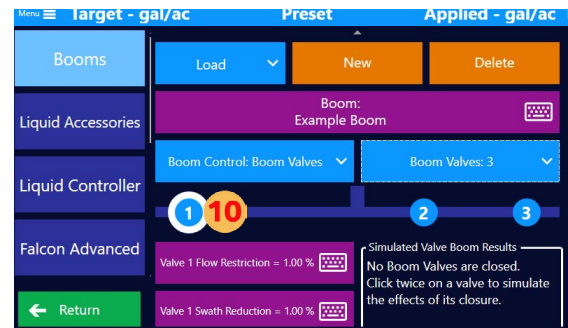 Menu Target - gal/ac Preset Applied - gal/ac
Booms
Load
New
Delete
Boom:
Example Boom
Liquid Accessories
Boom Control: Boom Valves
Boom Valves: 3
Liquid Controller
1 10 2 3
Falcon Advanced
Valve 1 Flow Restriction = 1.00 %
Valve 1 Swath Reduction = 1.00 %
Simulated Valve Boom Results
No Boom Valves are closed.
Click twice on a valve to simulate
the effects of its closure.
Return